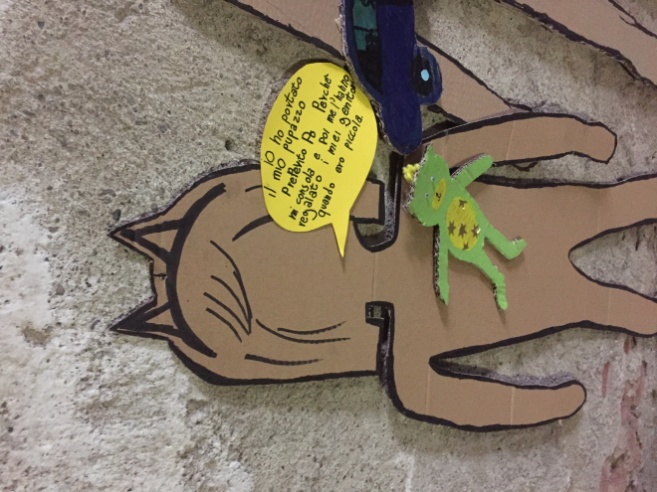 Io ho portato
il mio pupazzo
Preferito Po Perché
mi consola e poi me l'hanno
regalato i miei genitori
quando ero piccola.